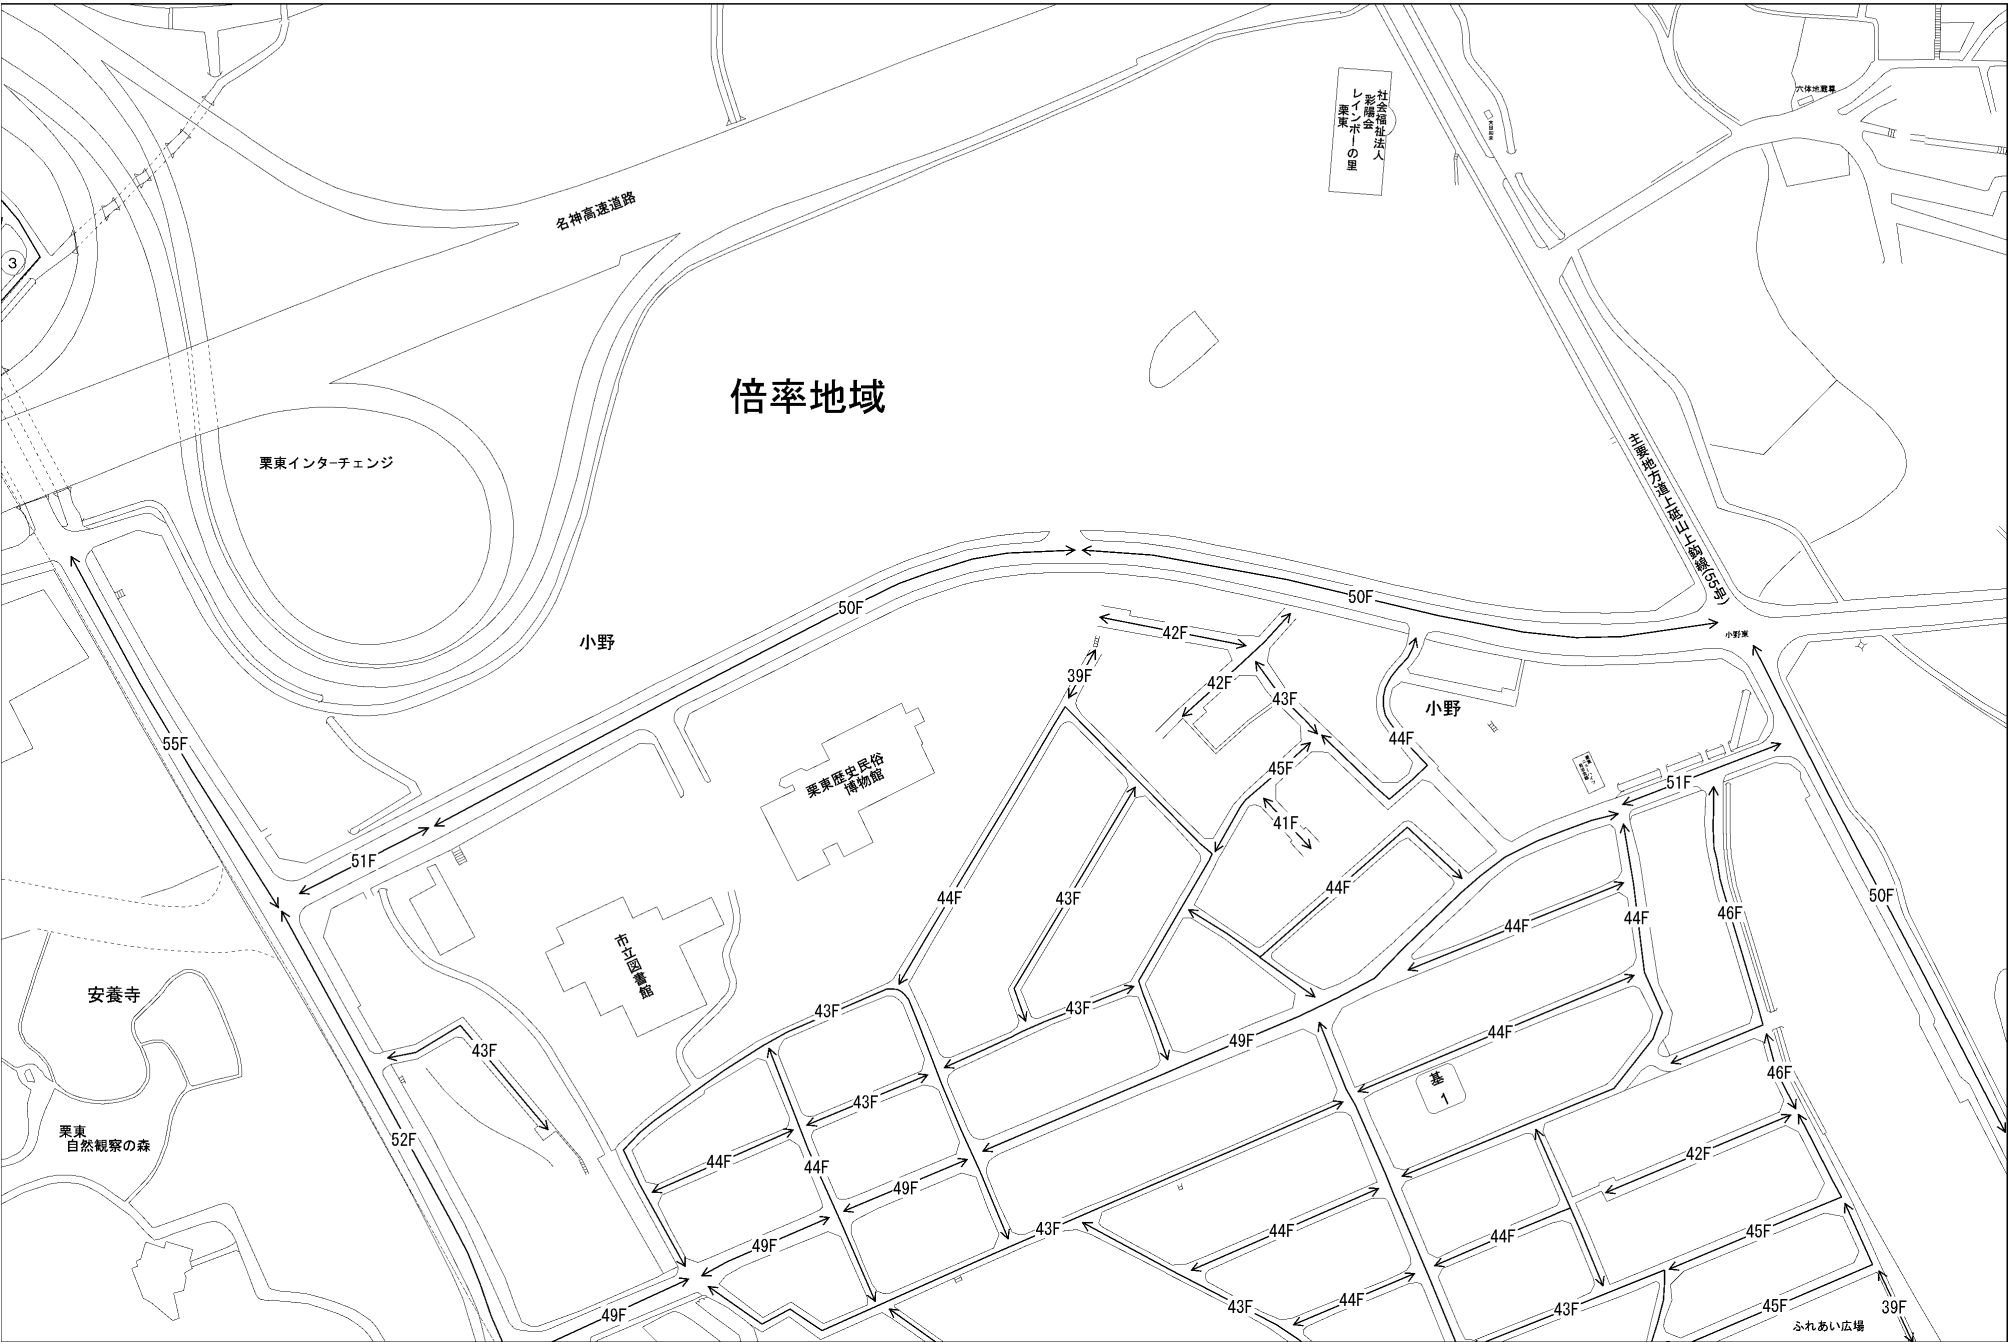 社会福祉法人
彩陽会
レインボーの里
栗東
六体地蔵尊
名神高速道路
3
倍率地域
栗東インターチェンジ
主要地方道上砥山上鈎線(55号)
50F
50F
小野
42F
小野東
39F
42F
43F
小野
44F
55F
栗東歴史民俗
博物館
45F
51F
41F
51F
44F
43F
44F
50F
46F
44F
44F
市立図書館
安養寺
43F
43F
49F
44F
43F
46F
基
1
43F
栗東
自然観察の森
52F
44F
44F
42F
49F
43F
44F
44F
45F
49F
49F
43F
44F
43F
45F
39F
ふれあい広場